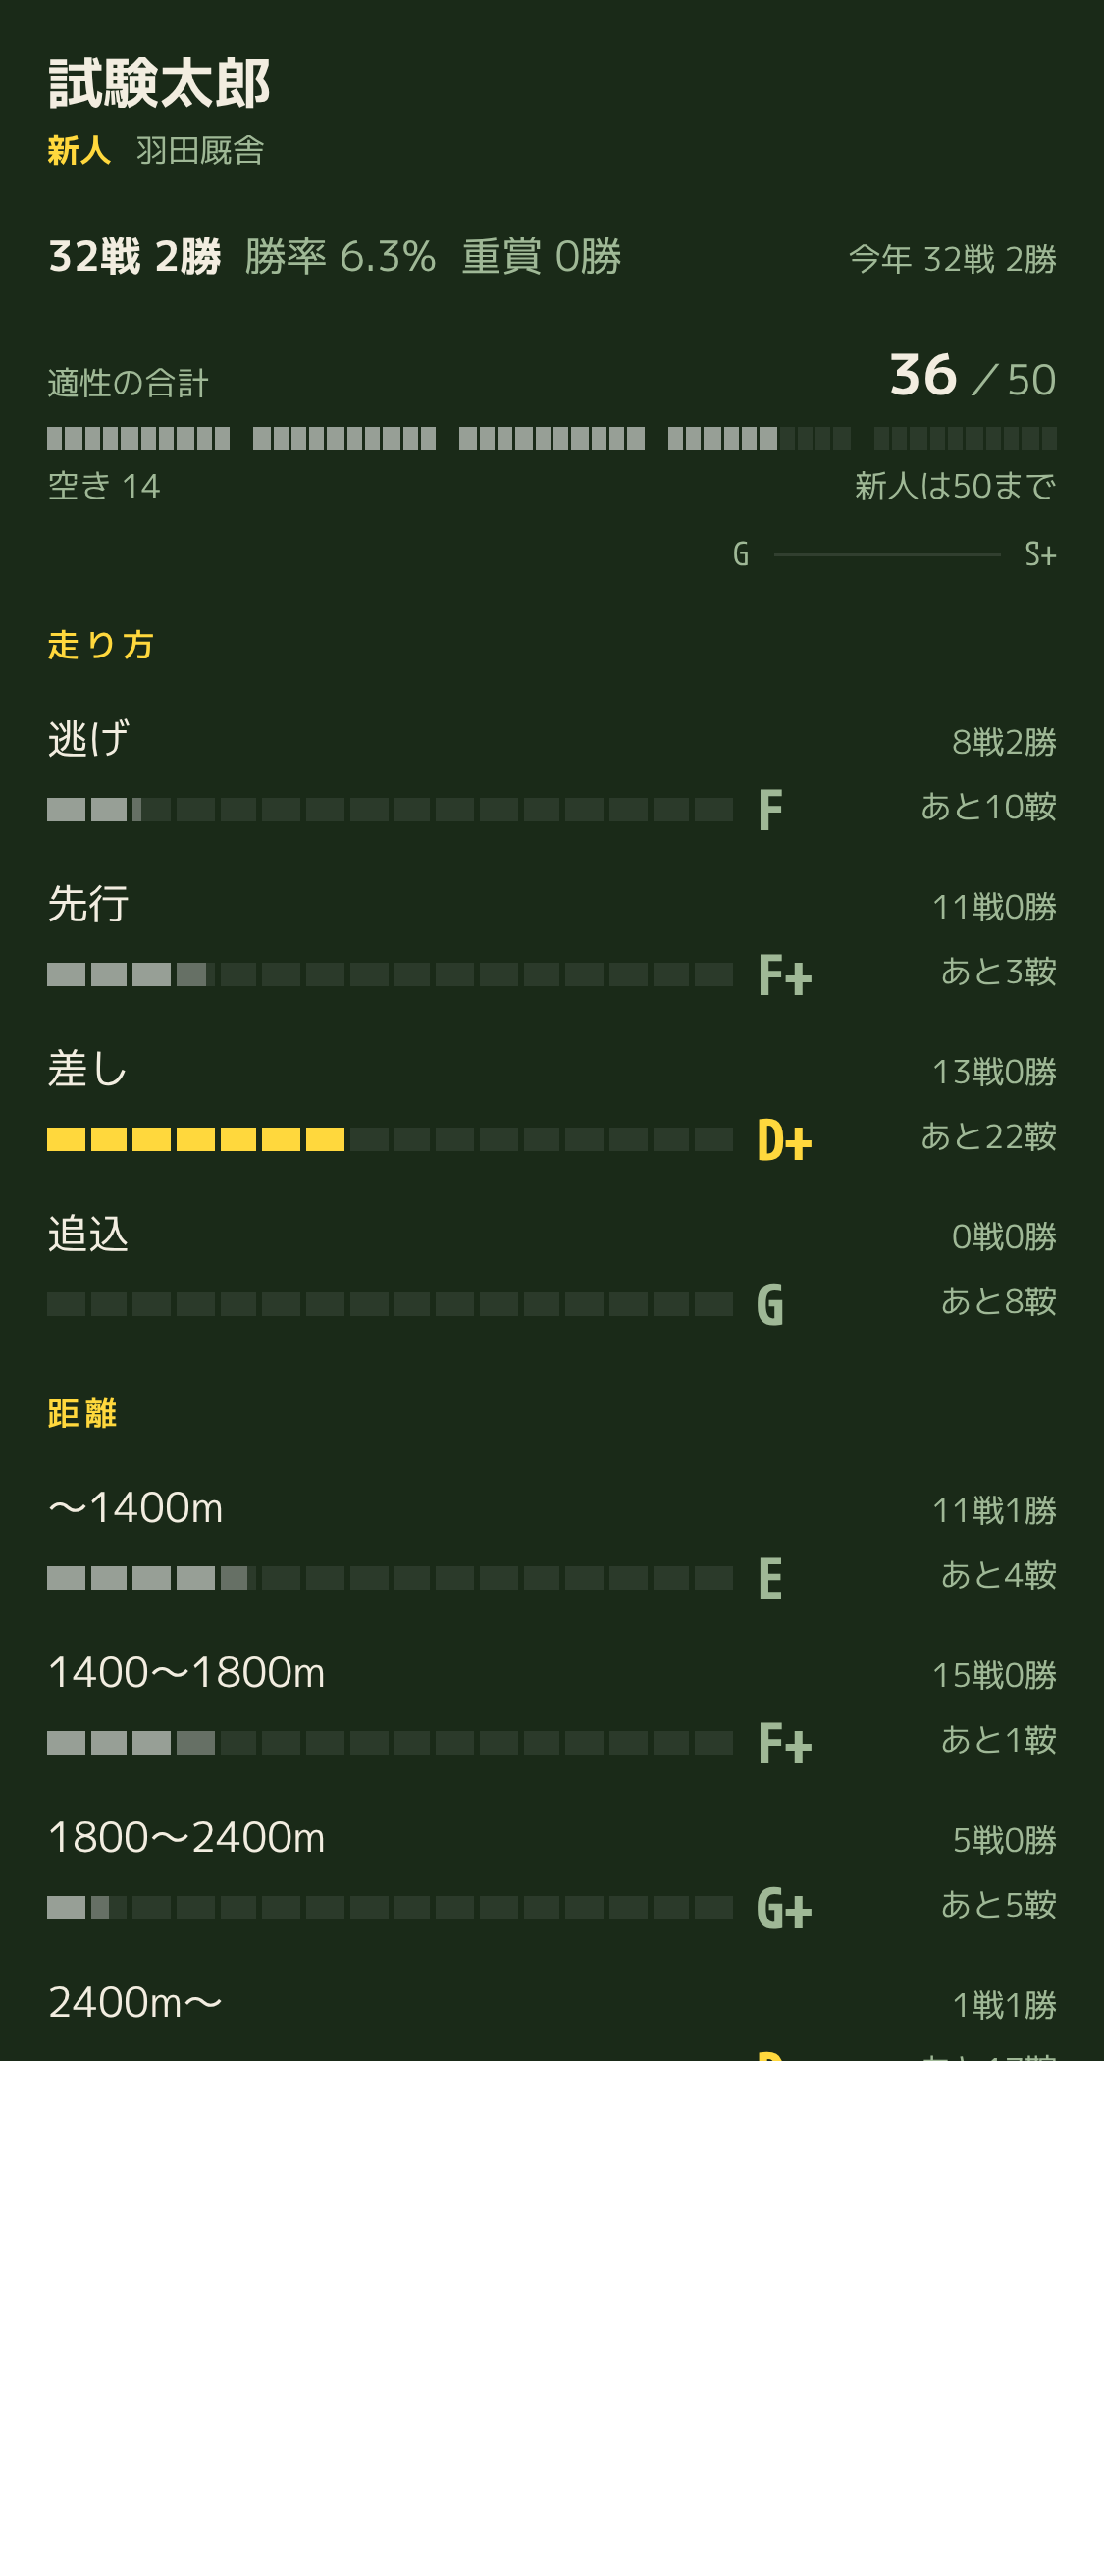 試験太郎
新人 羽田厩舎
32戦 2勝 勝率 6.3% 重賞 0勝 今年 32戦 2勝
適性の合計 36 ／50
空き 14 新人は50まで
G S+
走り方
逃げ 8戦2勝
F あと10鞍
先行 11戦0勝
F+ あと3鞍
差し 13戦0勝
D+ あと22鞍
追込 0戦0勝
G あと8鞍
距離
〜1400m 11戦1勝
E あと4鞍
1400〜1800m 15戦0勝
F+ あと1鞍
1800〜2400m 5戦0勝
G+ あと5鞍
2400m〜 1戦1勝